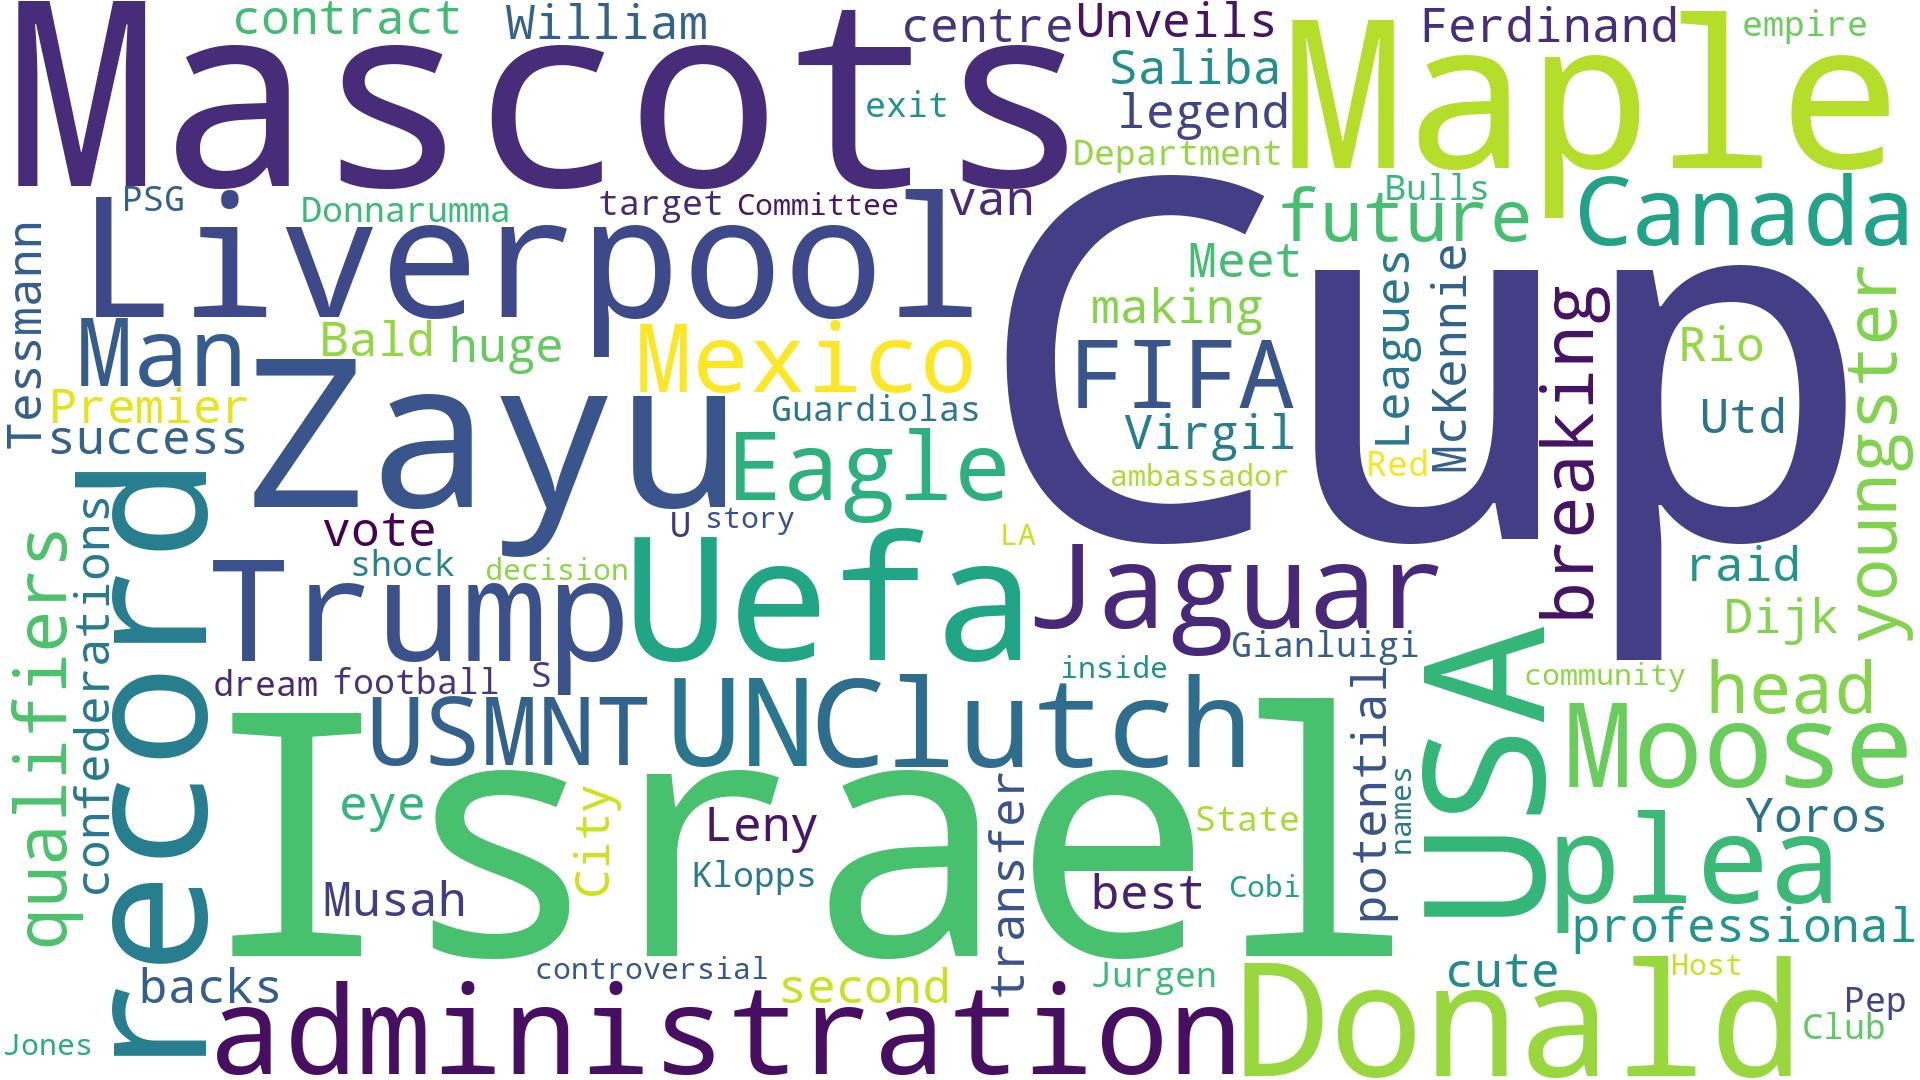 Mascots
contract
William
centre
Unveils
Ferdinand
empire
Saliba
Maple
exit
legend
Department
PSG
Liverpool
Donnarumma
target
Committee
van
Bulls
future
Canada
Cup
Tessmann
Man
Bald
huge
Mexico
Meet
making
FIFA
Leagues
McKennie
breaking
Rio
youngster
Premier
success
Zayu
Guardiolas
Eagle
Virgil
Utd
Red
ambassador
record
confederations
qualifiers
vote
U
story
LA
shock
decision
Trump
Uefa
Jaguar
raid
Dijk
Gianluigi
dream
football
S
inside
community
head
USMNT
UNClutch
potential
USA
Moose
Israel
eye
City
Leny
transfer
State
names
Yoros
plea
Musah
Klopps
best
Cobi
professional
backs
controversial
second
Jurgen
cute
Host
administration
Donald
Pep
Club
Jones